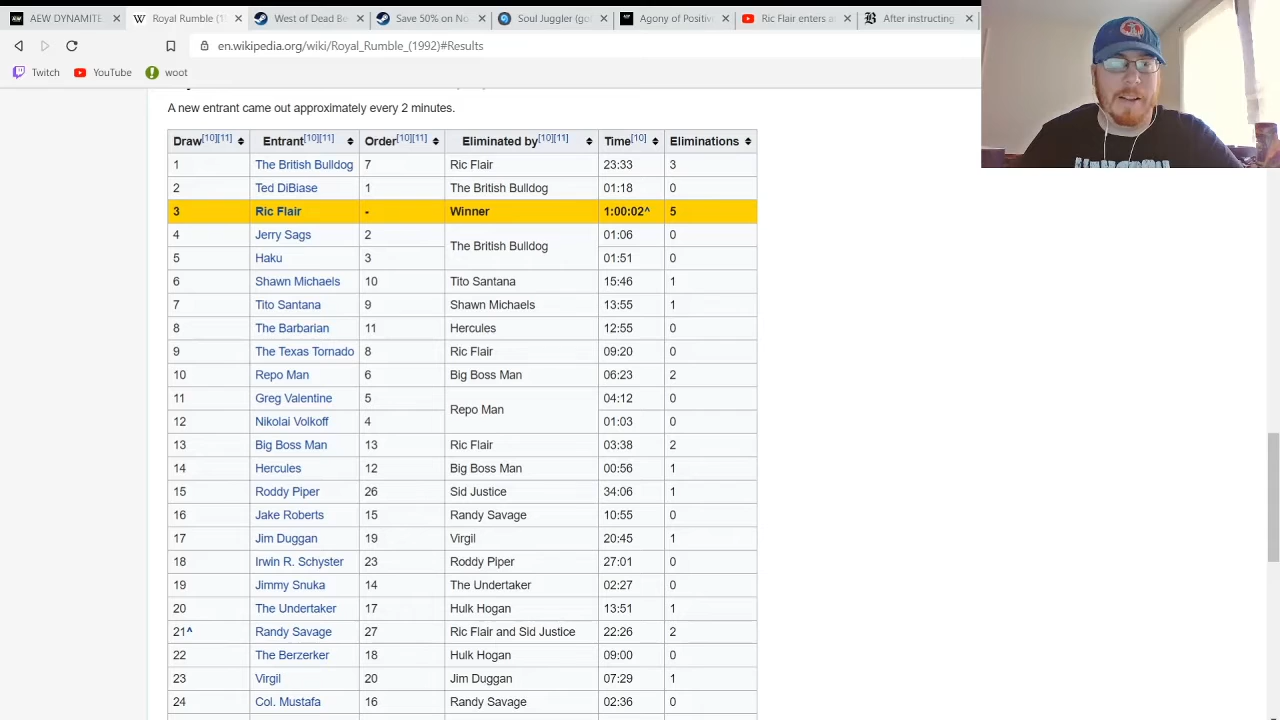 AEW DYNAMITE
Royal Rumble (1
West of Dead Be
Save 50% on No
Soul Juggler (go
Agony of Positiv
Ric Flair enters a
After instructing
en.wikipedia.org/wiki/Royal_Rumble_(1992)#Results
Twitch YouTube woot
A new entrant came out approximately every 2 minutes.
Draw[10][11] Entrant[10][11] Order[10][11] Eliminated by[10][11] Time[10] Eliminations
1 The British Bulldog 7 Ric Flair 23:33 3
2 Ted DiBiase 1 The British Bulldog 01:18 0
3 Ric Flair - Winner 1:00:02^ 5
4 Jerry Sags 2 The British Bulldog 01:06 0
5 Haku 3 01:51 0
6 Shawn Michaels 10 Tito Santana 15:46 1
7 Tito Santana 9 Shawn Michaels 13:55 1
8 The Barbarian 11 Hercules 12:55 0
9 The Texas Tornado 8 Ric Flair 09:20 0
10 Repo Man 6 Big Boss Man 06:23 2
11 Greg Valentine 5 Repo Man 04:12 0
12 Nikolai Volkoff 4 01:03 0
13 Big Boss Man 13 Ric Flair 03:38 2
14 Hercules 12 Big Boss Man 00:56 1
15 Roddy Piper 26 Sid Justice 34:06 1
16 Jake Roberts 15 Randy Savage 10:55 0
17 Jim Duggan 19 Virgil 20:45 1
18 Irwin R. Schyster 23 Roddy Piper 27:01 0
19 Jimmy Snuka 14 The Undertaker 02:27 0
20 The Undertaker 17 Hulk Hogan 13:51 1
21^ Randy Savage 27 Ric Flair and Sid Justice 22:26 2
22 The Berzerker 18 Hulk Hogan 09:00 0
23 Virgil 20 Jim Duggan 07:29 1
24 Col. Mustafa 16 Randy Savage 02:36 0